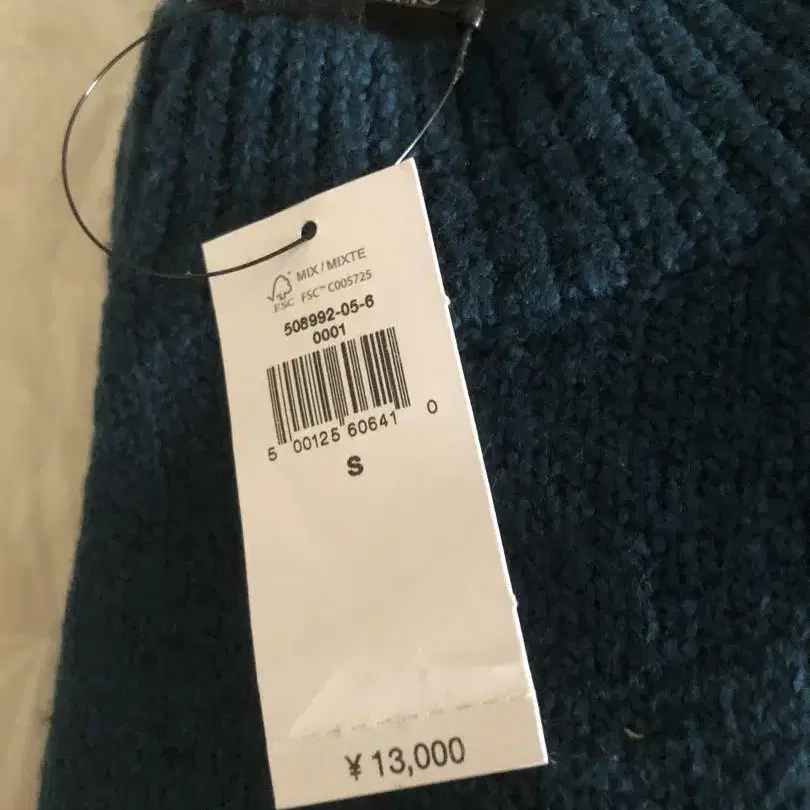 MIX / MIXTE
FSC FSC™ C005725
508992-05-6
0001
5 00125 60641 0
S
¥ 13,000